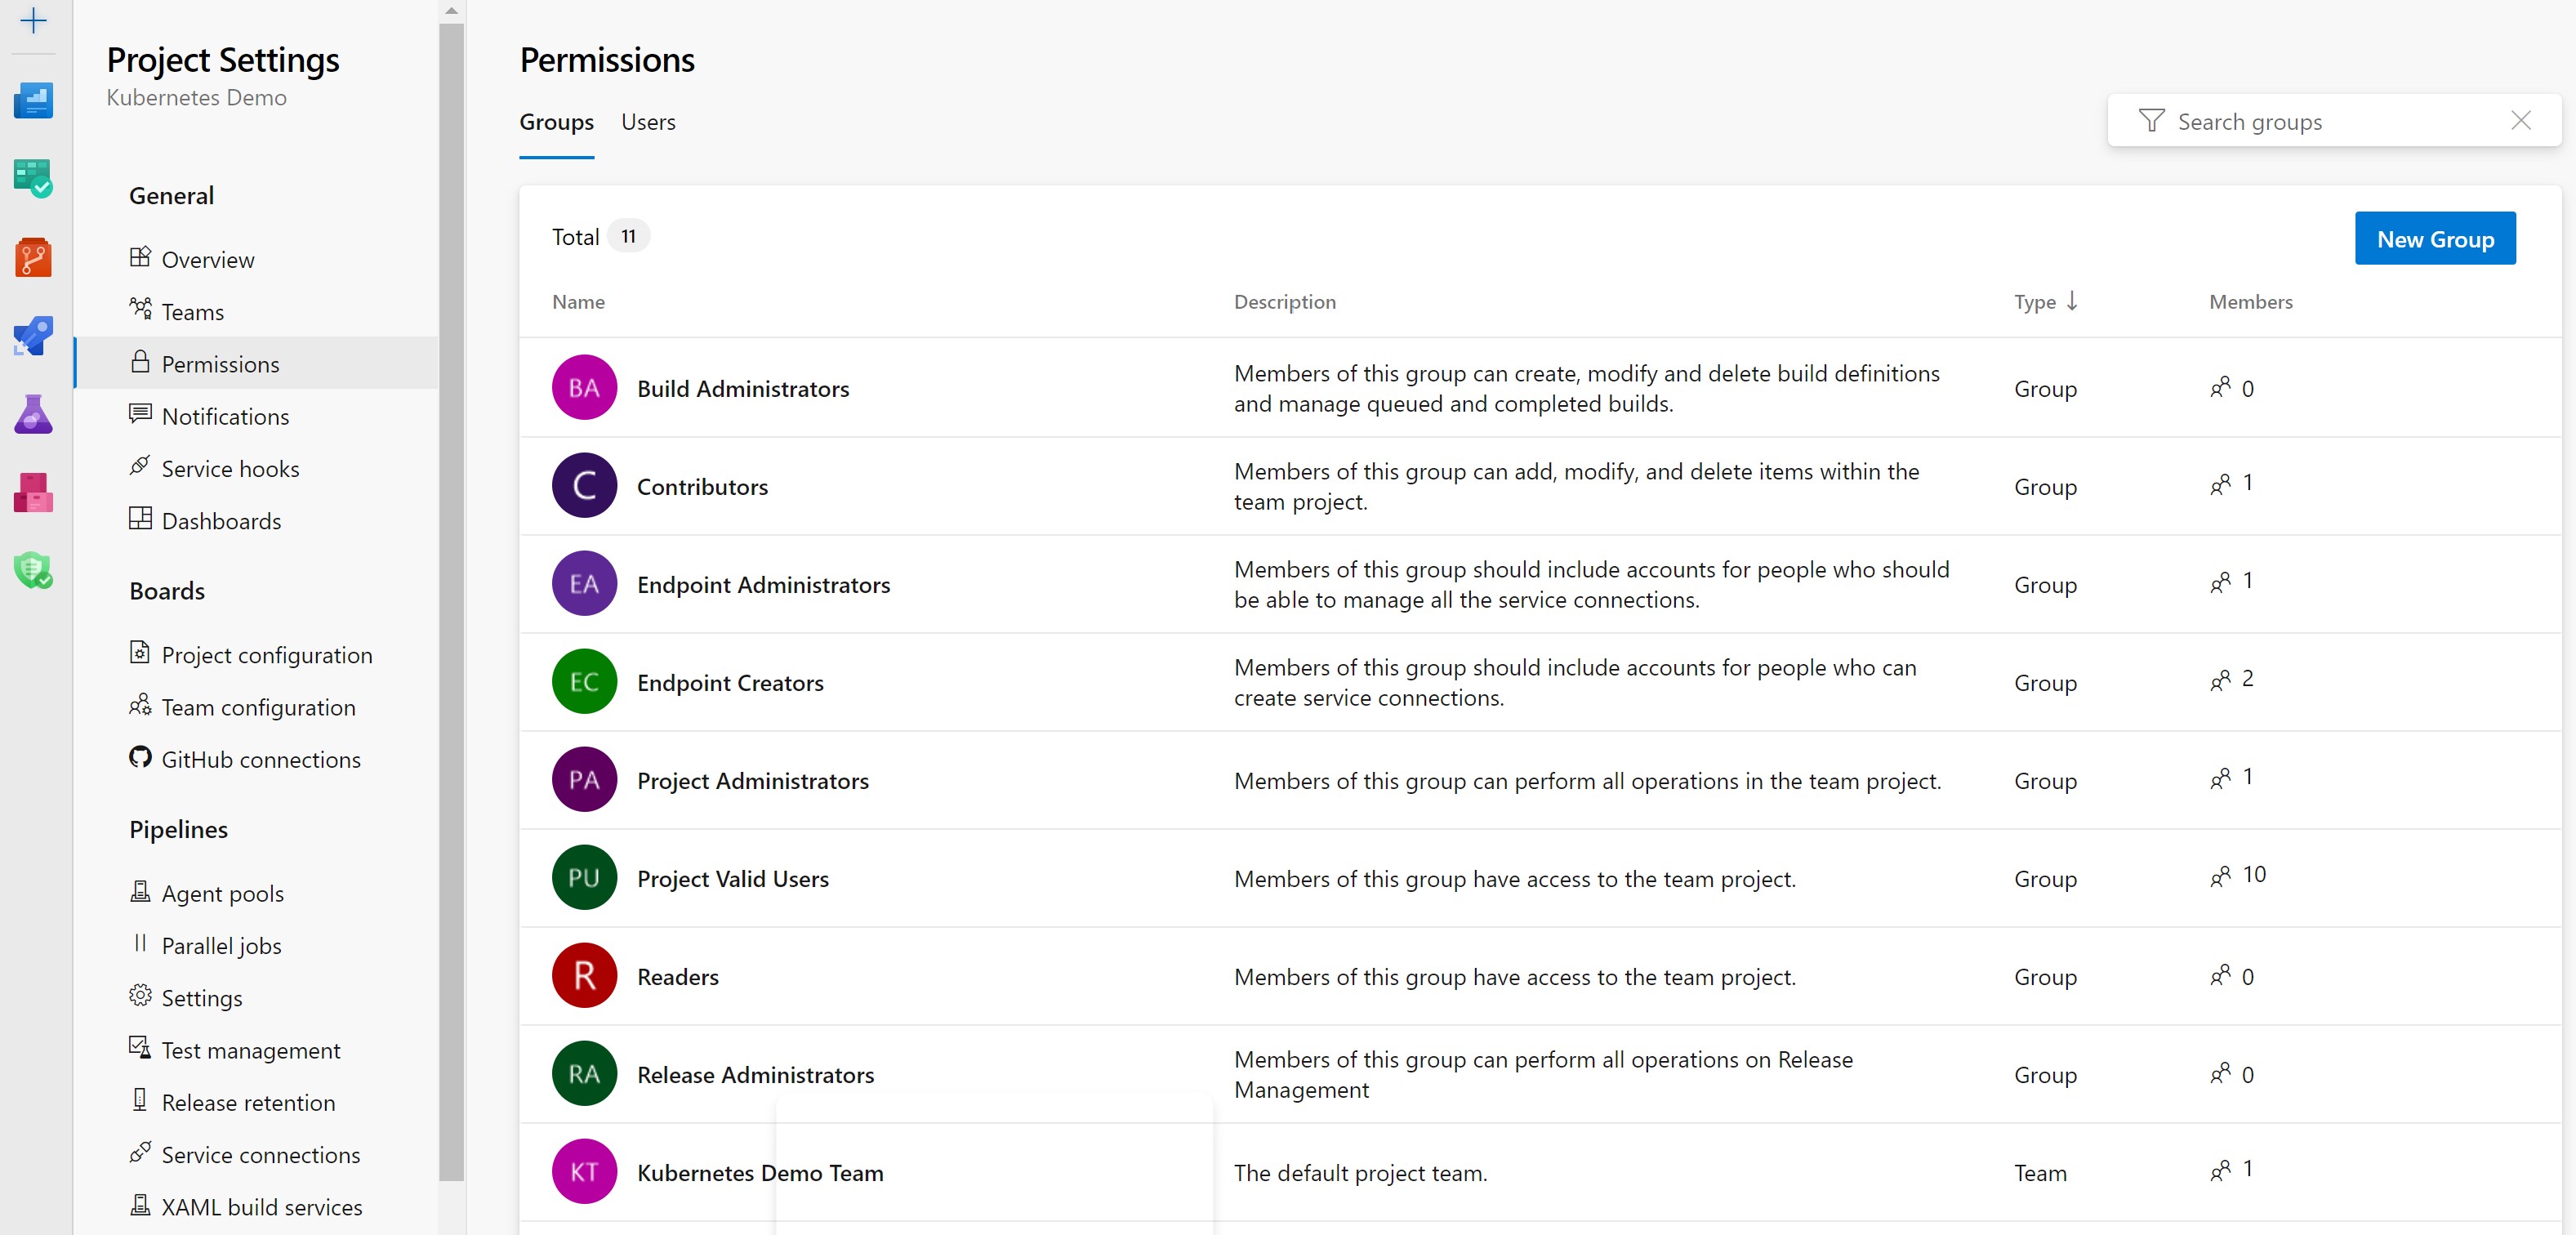 Project Settings
Kubernetes Demo
General
Overview
Teams
Permissions
Notifications
Service hooks
Dashboards
Boards
Project configuration
Team configuration
GitHub connections
Pipelines
Agent pools
Parallel jobs
Settings
Test management
Release retention
Service connections
XAML build services
Permissions
Groups Users
Search groups
Total 11
New Group
Name Description Type Members
BA Build Administrators Members of this group can create, modify and delete build definitions
and manage queued and completed builds. Group 0
C Contributors Members of this group can add, modify, and delete items within the
team project. Group 1
EA Endpoint Administrators Members of this group should include accounts for people who should
be able to manage all the service connections. Group 1
EC Endpoint Creators Members of this group should include accounts for people who can
create service connections. Group 2
PA Project Administrators Members of this group can perform all operations in the team project. Group 1
PU Project Valid Users Members of this group have access to the team project. Group 10
R Readers Members of this group have access to the team project. Group 0
RA Release Administrators Members of this group can perform all operations on Release
Management Group 0
KT Kubernetes Demo Team The default project team. Team 1